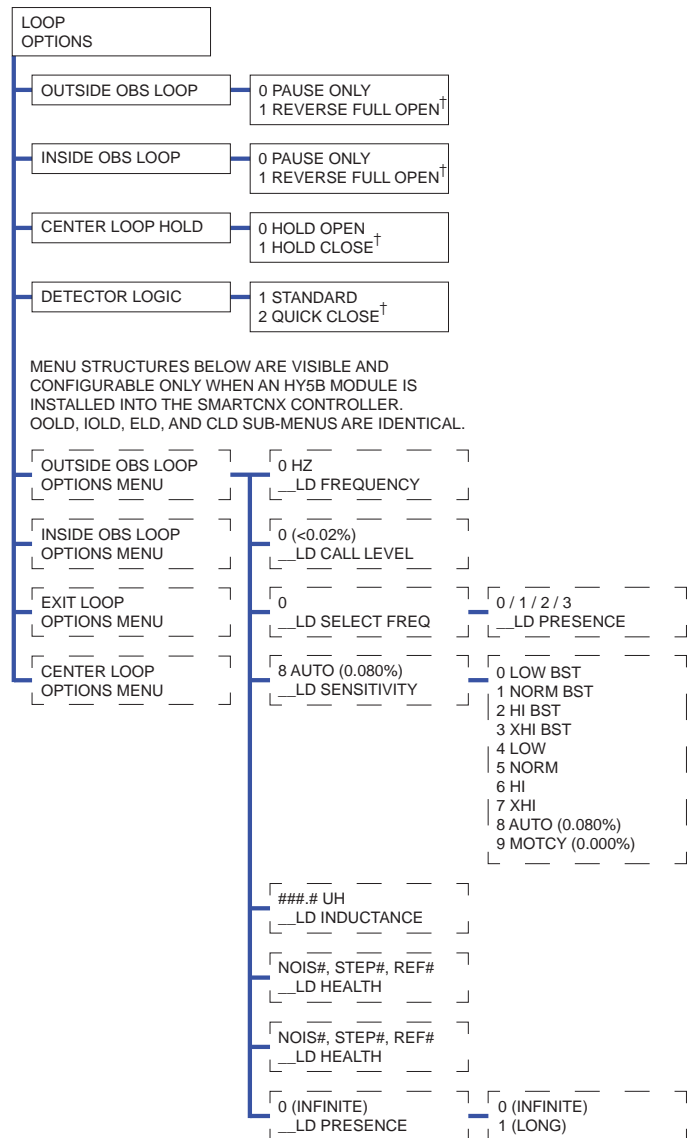 LOOP
OPTIONS
OUTSIDE OBS LOOP
0 PAUSE ONLY
1 REVERSE FULL OPEN†
INSIDE OBS LOOP
0 PAUSE ONLY
1 REVERSE FULL OPEN†
CENTER LOOP HOLD
0 HOLD OPEN
1 HOLD CLOSE†
DETECTOR LOGIC
1 STANDARD
2 QUICK CLOSE†
MENU STRUCTURES BELOW ARE VISIBLE AND
CONFIGURABLE ONLY WHEN AN HY5B MODULE IS
INSTALLED INTO THE SMARTCNX CONTROLLER.
OOLD, IOLD, ELD, AND CLD SUB-MENUS ARE IDENTICAL.
OUTSIDE OBS LOOP
OPTIONS MENU
0 HZ
__LD FREQUENCY
INSIDE OBS LOOP
OPTIONS MENU
0 (<0.02%)
__LD CALL LEVEL
EXIT LOOP
OPTIONS MENU
0
__LD SELECT FREQ
0 / 1 / 2 / 3
__LD PRESENCE
CENTER LOOP
OPTIONS MENU
8 AUTO (0.080%)
__LD SENSITIVITY
0 LOW BST
1 NORM BST
2 HI BST
3 XHI BST
4 LOW
5 NORM
6 HI
7 XHI
8 AUTO (0.080%)
9 MOTCY (0.000%)
###.# UH
__LD INDUCTANCE
NOIS#, STEP#, REF#
__LD HEALTH
NOIS#, STEP#, REF#
__LD HEALTH
0 (INFINITE)
__LD PRESENCE
0 (INFINITE)
1 (LONG)